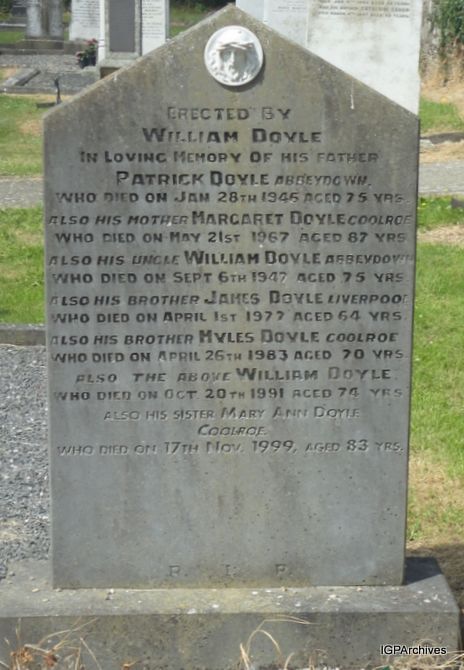 ERECTED BY
WILLIAM DOYLE
IN LOVING MEMORY OF HIS FATHER
PATRICK DOYLE ABBEYDOWN.
WHO DIED ON JAN 28TH 1946 AGED 75 YRS.
ALSO HIS MOTHER MARGARET DOYLE COOLROE
WHO DIED ON MAY 21ST 1967 AGED 87 YRS.
ALSO HIS UNCLE WILLIAM DOYLE ABBEYDOWN
WHO DIED ON SEPT 6TH 1947 AGED 75 YRS.
ALSO HIS BROTHER JAMES DOYLE LIVERPOOL
WHO DIED ON APRIL 1ST 1977 AGED 64 YRS
ALSO HIS BROTHER MYLES DOYLE COOLROE
WHO DIED ON APRIL 26TH 1983 AGED 70 YRS
ALSO THE ABOVE WILLIAM DOYLE.
WHO DIED ON OCT 20TH 1991 AGED 74 YRS
ALSO HIS SISTER MARY ANN DOYLE
COOLROE.
WHO DIED ON 17TH NOV. 1999, AGED 83 YRS.
R. I. P.
IGPArchives